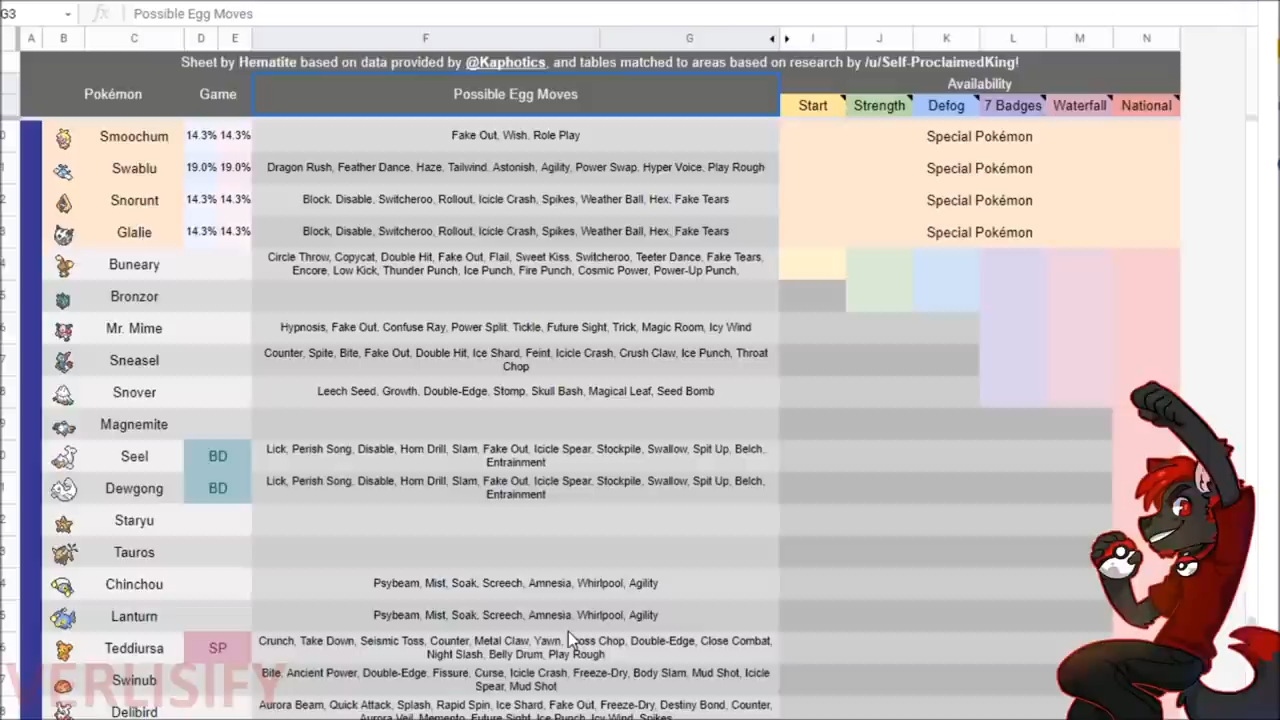 G3 fx Possible Egg Moves
A B C D E F G I J K L M N
Sheet by Hematite based on data provided by @Kaphotics, and tables matched to areas based on research by /u/Self-ProclaimedKing!
Pokémon Game Possible Egg Moves Availability
Start Strength Defog 7 Badges Waterfall National
Smoochum 14.3% 14.3% Fake Out, Wish, Role Play Special Pokémon
Swablu 19.0% 19.0% Dragon Rush, Feather Dance, Haze, Tailwind, Astonish, Agility, Power Swap, Hyper Voice, Play Rough Special Pokémon
Snorunt 14.3% 14.3% Block, Disable, Switcheroo, Rollout, Icicle Crash, Spikes, Weather Ball, Hex, Fake Tears Special Pokémon
Glalie 14.3% 14.3% Block, Disable, Switcheroo, Rollout, Icicle Crash, Spikes, Weather Ball, Hex, Fake Tears Special Pokémon
Buneary Circle Throw, Copycat, Double Hit, Fake Out, Flail, Sweet Kiss, Switcheroo, Teeter Dance, Fake Tears,
Encore, Low Kick, Thunder Punch, Ice Punch, Fire Punch, Cosmic Power, Power-Up Punch,
Bronzor
Mr. Mime Hypnosis, Fake Out, Confuse Ray, Power Split, Tickle, Future Sight, Trick, Magic Room, Icy Wind
Sneasel Counter, Spite, Bite, Fake Out, Double Hit, Ice Shard, Feint, Icicle Crash, Crush Claw, Ice Punch, Throat
Chop
Snover Leech Seed, Growth, Double-Edge, Stomp, Skull Bash, Magical Leaf, Seed Bomb
Magnemite
Seel BD Lick, Perish Song, Disable, Horn Drill, Slam, Fake Out, Icicle Spear, Stockpile, Swallow, Spit Up, Belch,
Entrainment
Dewgong BD Lick, Perish Song, Disable, Horn Drill, Slam, Fake Out, Icicle Spear, Stockpile, Swallow, Spit Up, Belch,
Entrainment
Staryu
Tauros
Chinchou Psybeam, Mist, Soak, Screech, Amnesia, Whirlpool, Agility
Lanturn Psybeam, Mist, Soak, Screech, Amnesia, Whirlpool, Agility
Teddiursa SP Crunch, Take Down, Seismic Toss, Counter, Metal Claw, Yawn, Chop, Double-Edge, Close Combat,
Night Slash, Belly Drum, Play Rough
Swinub Bite, Ancient Power, Double-Edge, Fissure, Curse, Icicle Crash, Freeze-Dry, Body Slam, Mud Shot, Icicle
Spear, Mud Shot
Delibird Aurora Beam, Quick Attack, Splash, Rapid Spin, Ice Shard, Fake Out, Freeze-Dry, Destiny Bond, Counter,
Aurora Veil, Memento, Future Sight, Ice Punch, Icy Wind, Spikes
VERLISIFY